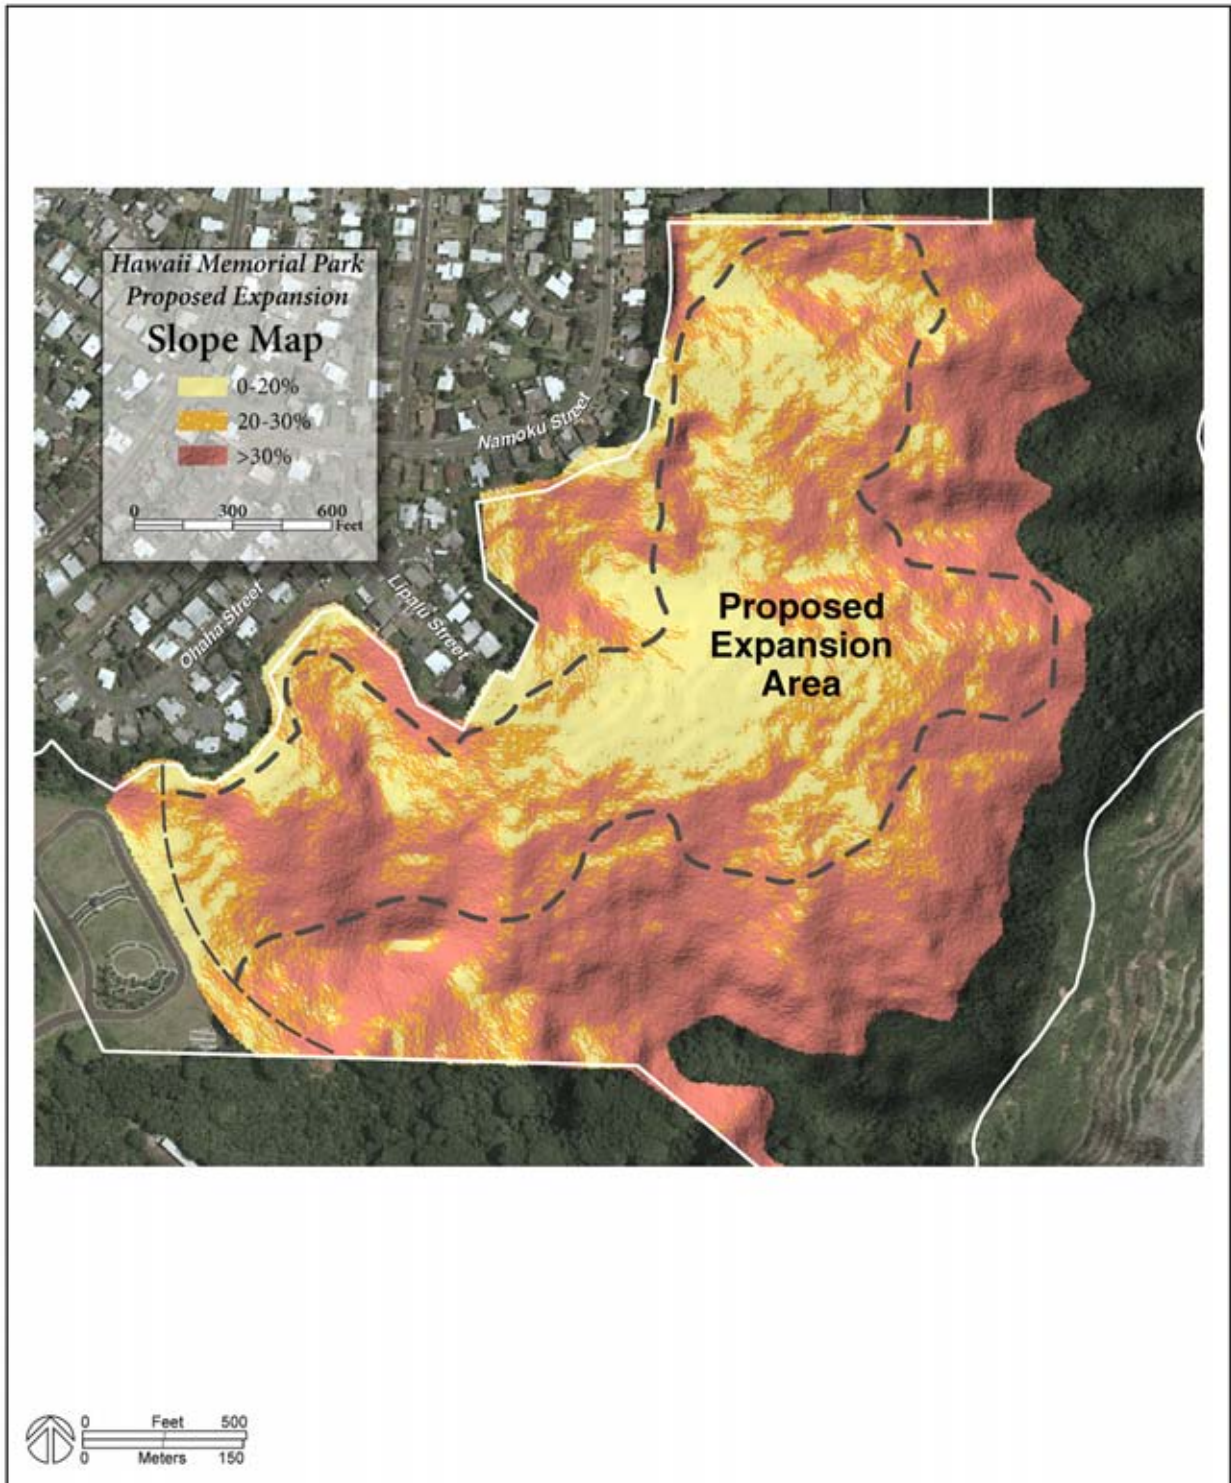 Hawaii Memorial Park
Proposed Expansion
Slope Map
0-20%
20-30%
>30%
0 300 600
Feet
Namoku Street
Lipalu Street
Ohaha Street
Proposed
Expansion
Area
0 Feet 500
0 Meters 150